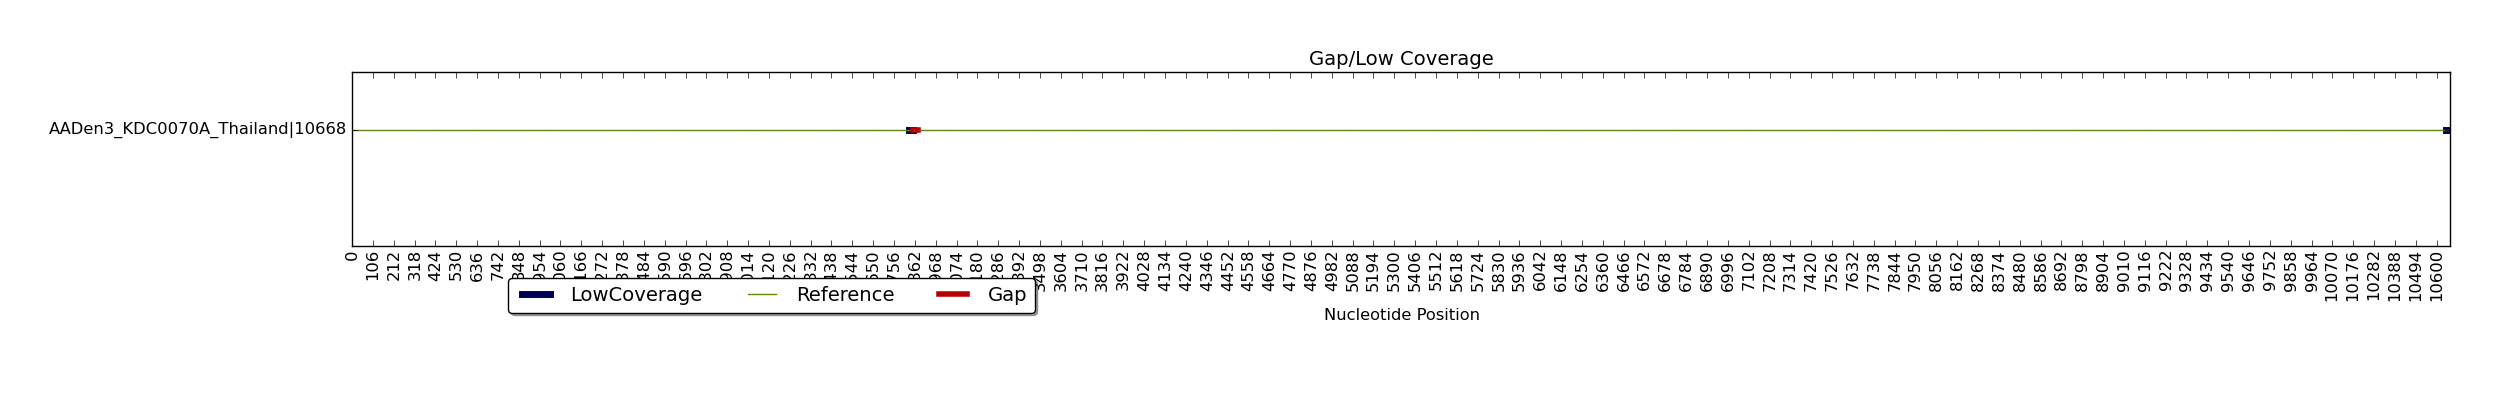 Gap/Low Coverage
AADen3_KDC0070A_Thailand|10668
0 106 212 318 424 530 636 742 848 954 3498 3604 3710 3816 3922 4028 4134 4240 4346 4452 4558 4664 4770 4876 4982 5088 5194 5300 5406 5512 5618 5724 5830 5936 6042 6148 6254 6360 6466 6572 6678 6784 6890 6996 7102 7208 7314 7420 7526 7632 7738 7844 7950 8056 8162 8268 8374 8480 8586 8692 8798 8904 9010 9116 9222 9328 9434 9540 9646 9752 9858 9964 10070 10176 10282 10388 10494 10600
LowCoverage Reference Gap
Nucleotide Position